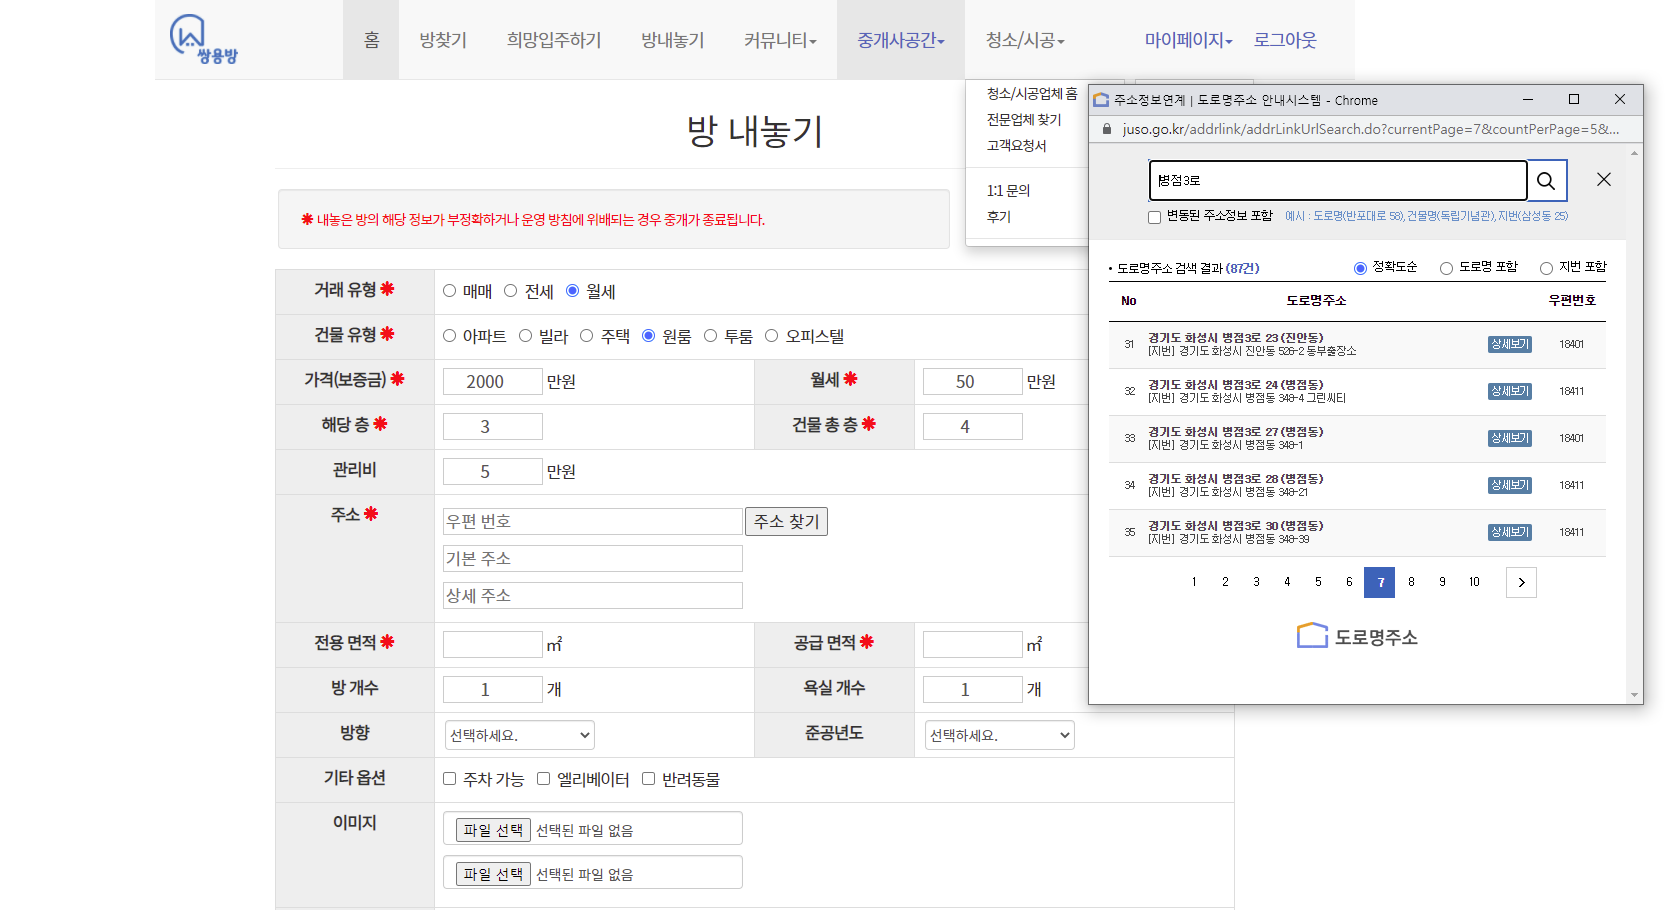 쌍용방
홈 방찾기 희망입주하기 방내놓기 커뮤니티 중개사공간 청소/시공 마이페이지 로그아웃
청소/시공업체 홈
전문업체 찾기
고객요청서
1:1 문의
후기
방 내놓기
✱ 내놓은 방의 해당 정보가 부정확하거나 운영 방침에 위배되는 경우 중개가 종료됩니다.
거래 유형 ✱ 매매 전세 월세
건물 유형 ✱ 아파트 빌라 주택 원룸 투룸 오피스텔
가격(보증금) ✱ 2000 만원 월세 ✱ 50 만원
해당 층 ✱ 3 건물 총 층 ✱ 4
관리비 5 만원
주소 ✱ 우편 번호 주소 찾기
기본 주소
상세 주소
전용 면적 ✱ ㎡ 공급 면적 ✱ ㎡
방 개수 1 개 욕실 개수 1 개
방향 선택하세요. 준공년도 선택하세요.
기타 옵션 주차 가능 엘리베이터 반려동물
이미지 파일 선택 선택된 파일 없음
파일 선택 선택된 파일 없음
주소정보연계 | 도로명주소 안내시스템 - Chrome
juso.go.kr/addrlink/addrLinkUrlSearch.do?currentPage=7&countPerPage=5&...
병점3로
변동된 주소정보 포함 예시 : 도로명(반포대로 58), 건물명(독립기념관), 지번(삼성동 25)
도로명주소 검색 결과 (87건) 정확도순 도로명 포함 지번 포함
No 도로명주소 우편번호
31 경기도 화성시 병점3로 23 (진안동) 상세보기 18401
[지번] 경기도 화성시 진안동 526-2 동부출장소
32 경기도 화성시 병점3로 24 (병점동) 상세보기 18411
[지번] 경기도 화성시 병점동 348-4 그린씨티
33 경기도 화성시 병점3로 27 (병점동) 상세보기 18401
[지번] 경기도 화성시 병점동 349-1
34 경기도 화성시 병점3로 28 (병점동) 상세보기 18411
[지번] 경기도 화성시 병점동 348-21
35 경기도 화성시 병점3로 30 (병점동) 상세보기 18411
[지번] 경기도 화성시 병점동 348-39
1 2 3 4 5 6 7 8 9 10 >
도로명주소